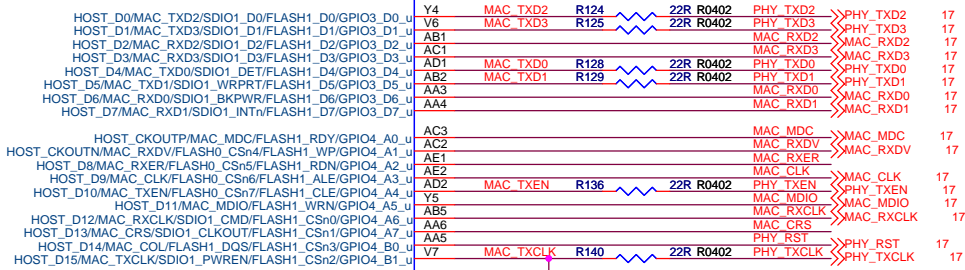 HOST_D0/MAC_TXD2/SDIO1_D0/FLASH1_D0/GPIO3_D0_u Y4 MAC_TXD2 R124 22R R0402 PHY_TXD2 PHY_TXD2 17
HOST_D1/MAC_TXD3/SDIO1_D1/FLASH1_D1/GPIO3_D1_u V6 MAC_TXD3 R125 22R R0402 PHY_TXD3 PHY_TXD3 17
HOST_D2/MAC_RXD2/SDIO1_D2/FLASH1_D2/GPIO3_D2_u AB1 MAC_RXD2 MAC_RXD2 17
HOST_D3/MAC_RXD3/SDIO1_D3/FLASH1_D3/GPIO3_D3_u AC1 MAC_RXD3 MAC_RXD3 17
HOST_D4/MAC_TXD0/SDIO1_DET/FLASH1_D4/GPIO3_D4_u AD1 MAC_TXD0 R128 22R R0402 PHY_TXD0 PHY_TXD0 17
HOST_D5/MAC_TXD1/SDIO1_WRPRT/FLASH1_D5/GPIO3_D5_u AB2 MAC_TXD1 R129 22R R0402 PHY_TXD1 PHY_TXD1 17
HOST_D6/MAC_RXD0/SDIO1_BKPWR/FLASH1_D6/GPIO3_D6_u AA3 MAC_RXD0 MAC_RXD0 17
HOST_D7/MAC_RXD1/SDIO1_INTn/FLASH1_D7/GPIO3_D7_u AA4 MAC_RXD1 MAC_RXD1 17
HOST_CKOUTP/MAC_MDC/FLASH1_RDY/GPIO4_A0_u AC3 MAC_MDC MAC_MDC 17
HOST_CKOUTN/MAC_RXDV/FLASH0_CSn4/FLASH1_WP/GPIO4_A1_u AC2 MAC_RXDV MAC_RXDV 17
HOST_D8/MAC_RXER/FLASH0_CSn5/FLASH1_RDN/GPIO4_A2_u AE1 MAC_RXER
HOST_D9/MAC_CLK/FLASH0_CSn6/FLASH1_ALE/GPIO4_A3_u AE2 MAC_CLK MAC_CLK 17
HOST_D10/MAC_TXEN/FLASH0_CSn7/FLASH1_CLE/GPIO4_A4_u AD2 MAC_TXEN R136 22R R0402 PHY_TXEN PHY_TXEN 17
HOST_D11/MAC_MDIO/FLASH1_WRN/GPIO4_A5_u Y5 MAC_MDIO MAC_MDIO 17
HOST_D12/MAC_RXCLK/SDIO1_CMD/FLASH1_CSn0/GPIO4_A6_u AB5 MAC_RXCLK MAC_RXCLK 17
HOST_D13/MAC_CRS/SDIO1_CLKOUT/FLASH1_CSn1/GPIO4_A7_u AA6 MAC_CRS
HOST_D14/MAC_COL/FLASH1_DQS/FLASH1_CSn3/GPIO4_B0_u AA5 PHY_RST PHY_RST 17
HOST_D15/MAC_TXCLK/SDIO1_PWREN/FLASH1_CSn2/GPIO4_B1_u V7 MAC_TXCLK R140 22R R0402 PHY_TXCLK PHY_TXCLK 17